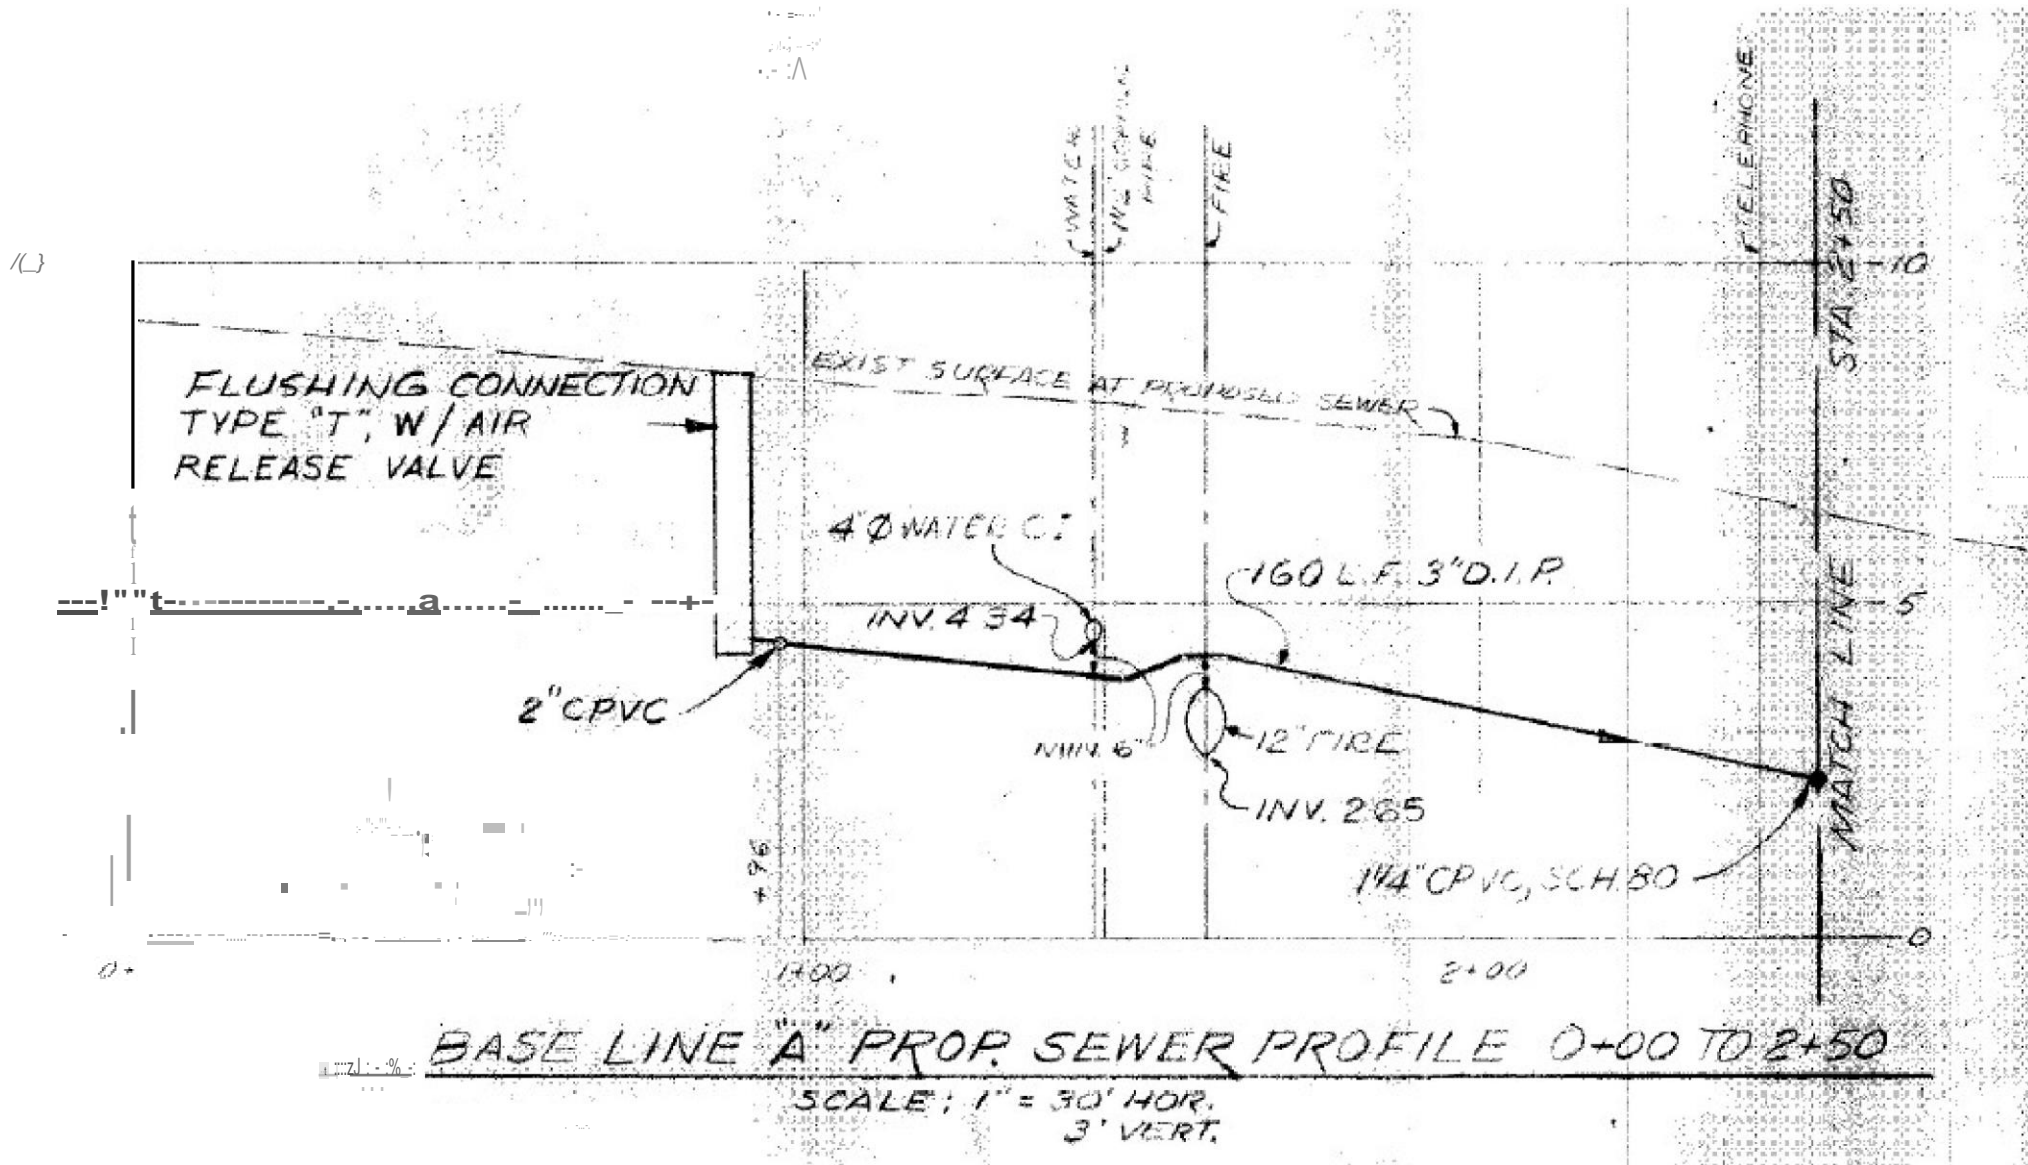 TELEPHONE
FIRE
STA. 2+50
10
FLUSHING CONNECTION
TYPE "T", W/AIR
RELEASE VALVE
EXIST SURFACE AT PROPOSED SEWER
4"Ø WATER C.I.
160 L.F. 3" D.I.P.
INV. 4.34
5
2" CPVC
MATCH LINE
MIN. 6"
12" FIRE
INV. 2.65
+96
1¼" CPVC, SCH. 80
0
0+
1+00
2+00
BASE LINE "A" PROP. SEWER PROFILE 0+00 TO 2+50
SCALE: 1" = 30' HOR.
3' VERT.